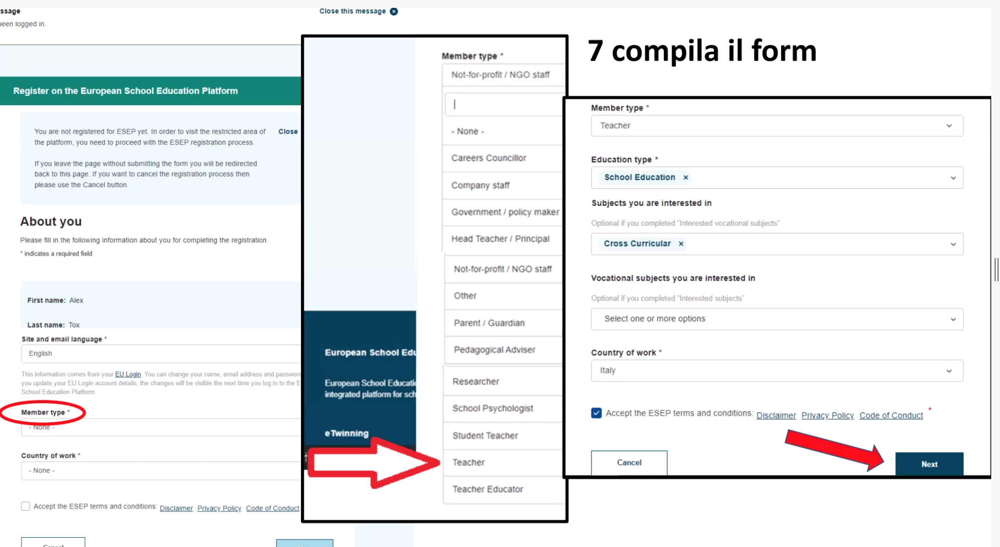 ssage
been logged in.
Close this message
Register on the European School Education Platform
You are not registered for ESEP yet. In order to visit the restricted area of
the platform, you need to proceed with the ESEP registration process.
Close
If you leave the page without submitting the form you will be redirected
back to this page. If you want to cancel the registration process then
please use the Cancel button.
About you
Please fill in the following information about you for completing the registration
* indicates a required field
First name: Alex
Last name: Tox
Site and email language *
English
This information comes from your EU Login. You can change your name, email address and password
you update your EU Login account details, the changes will be visible the next time you log in to the E
School Education Platform.
Member type *
- None -
Country of work *
- None -
Accept the ESEP terms and conditions: Disclaimer Privacy Policy Code of Conduct
Cancel
European School Edu
European School Educatio
integrated platform for sch
eTwinning
Member type *
Not-for-profit / NGO staff
- None -
Careers Councillor
Company staff
Government / policy maker
Head Teacher / Principal
Not-for-profit / NGO staff
Other
Parent / Guardian
Pedagogical Adviser
Researcher
School Psychologist
Student Teacher
Teacher
Teacher Educator
7 compila il form
Member type *
Teacher
Education type *
School Education ×
Subjects you are interested in
Optional if you completed "Interested vocational subjects"
Cross Curricular ×
Vocational subjects you are interested in
Optional if you completed "Interested subjects"
Select one or more options
Country of work *
Italy
Accept the ESEP terms and conditions: Disclaimer Privacy Policy Code of Conduct *
Cancel
Next